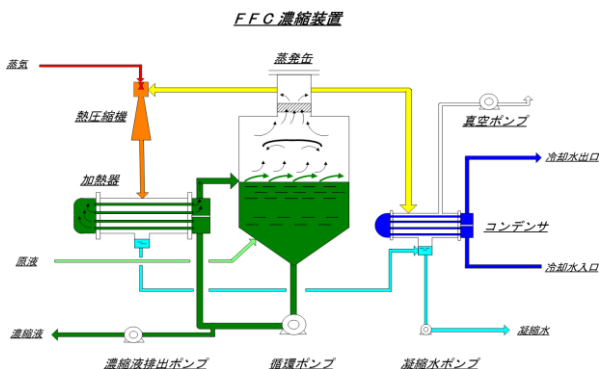 FFC濃縮装置
蒸発缶
蒸気
熱圧縮機
真空ポンプ
冷却水出口
加熱器
コンデンサ
原液
冷却水入口
濃縮液
凝縮水
濃縮液排出ポンプ
循環ポンプ
凝縮水ポンプ